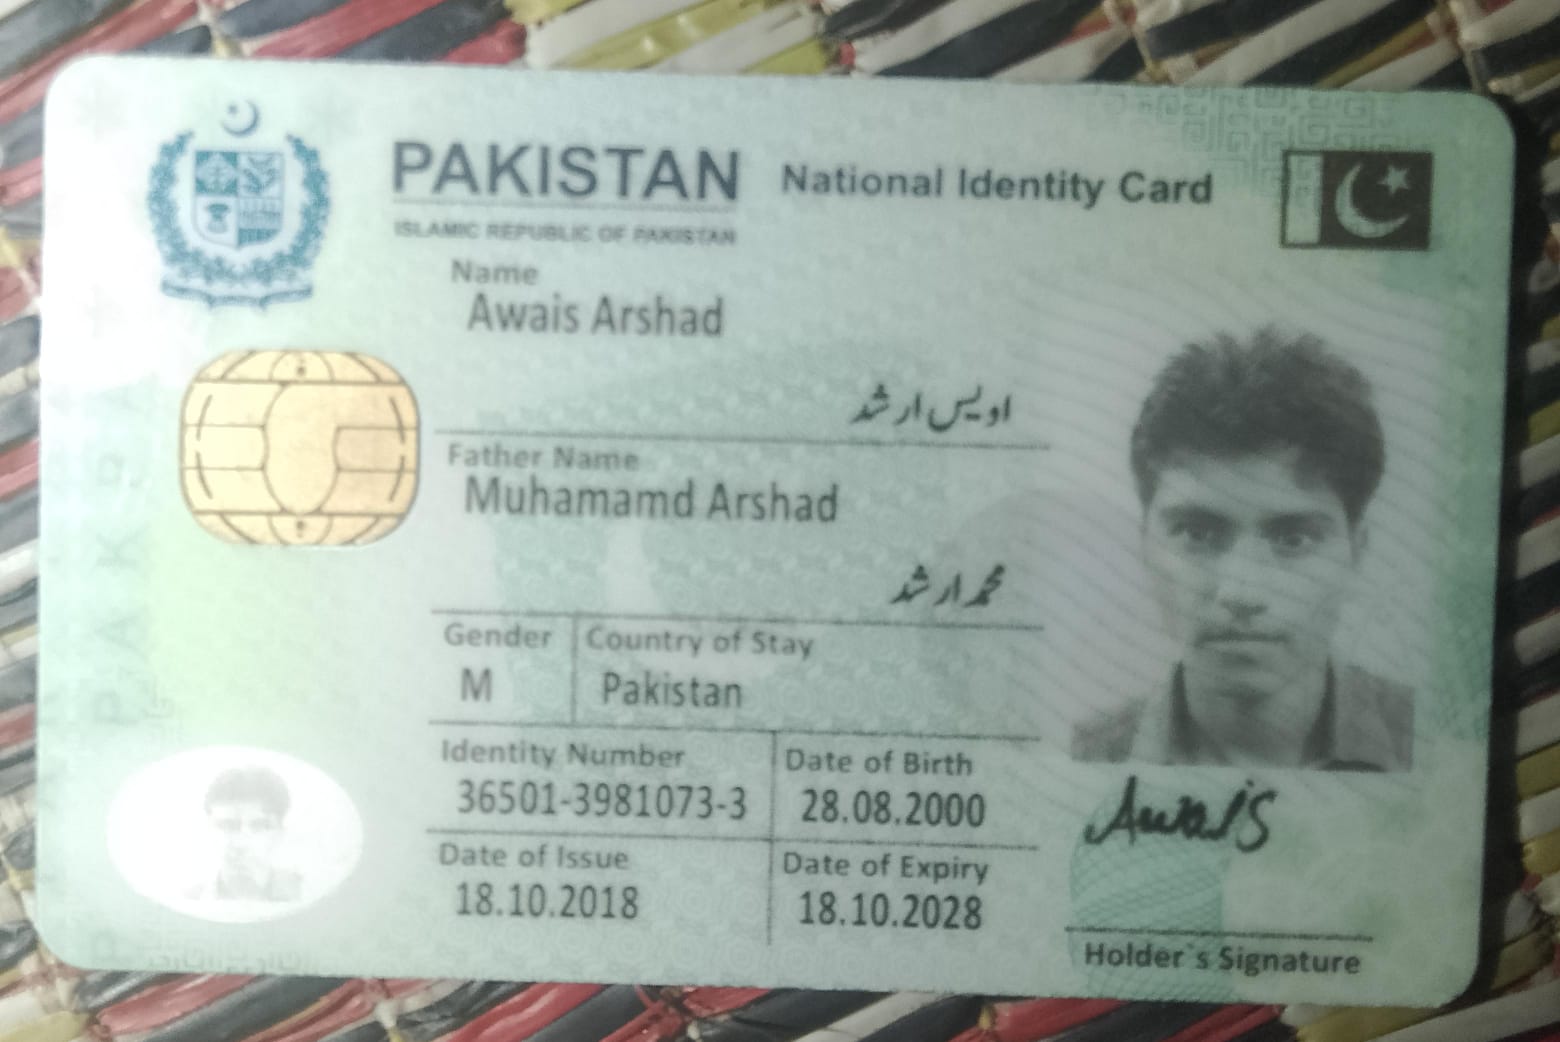 PAKISTAN National Identity Card
ISLAMIC REPUBLIC OF PAKISTAN
Name
Awais Arshad
اویس ارشد
Father Name
Muhamamd Arshad
محمد ارشد
Gender Country of Stay
M Pakistan
Identity Number Date of Birth
36501-3981073-3 28.08.2000
Date of Issue Date of Expiry
18.10.2018 18.10.2028
Awais
Holder`s Signature